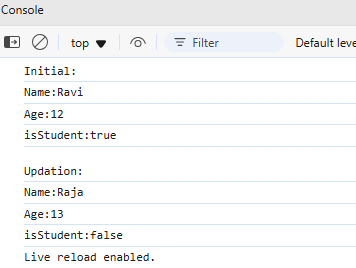 Console
top
Filter
Default leve
Initial:
Name:Ravi
Age:12
isStudent:true
Updation:
Name:Raja
Age:13
isStudent:false
Live reload enabled.